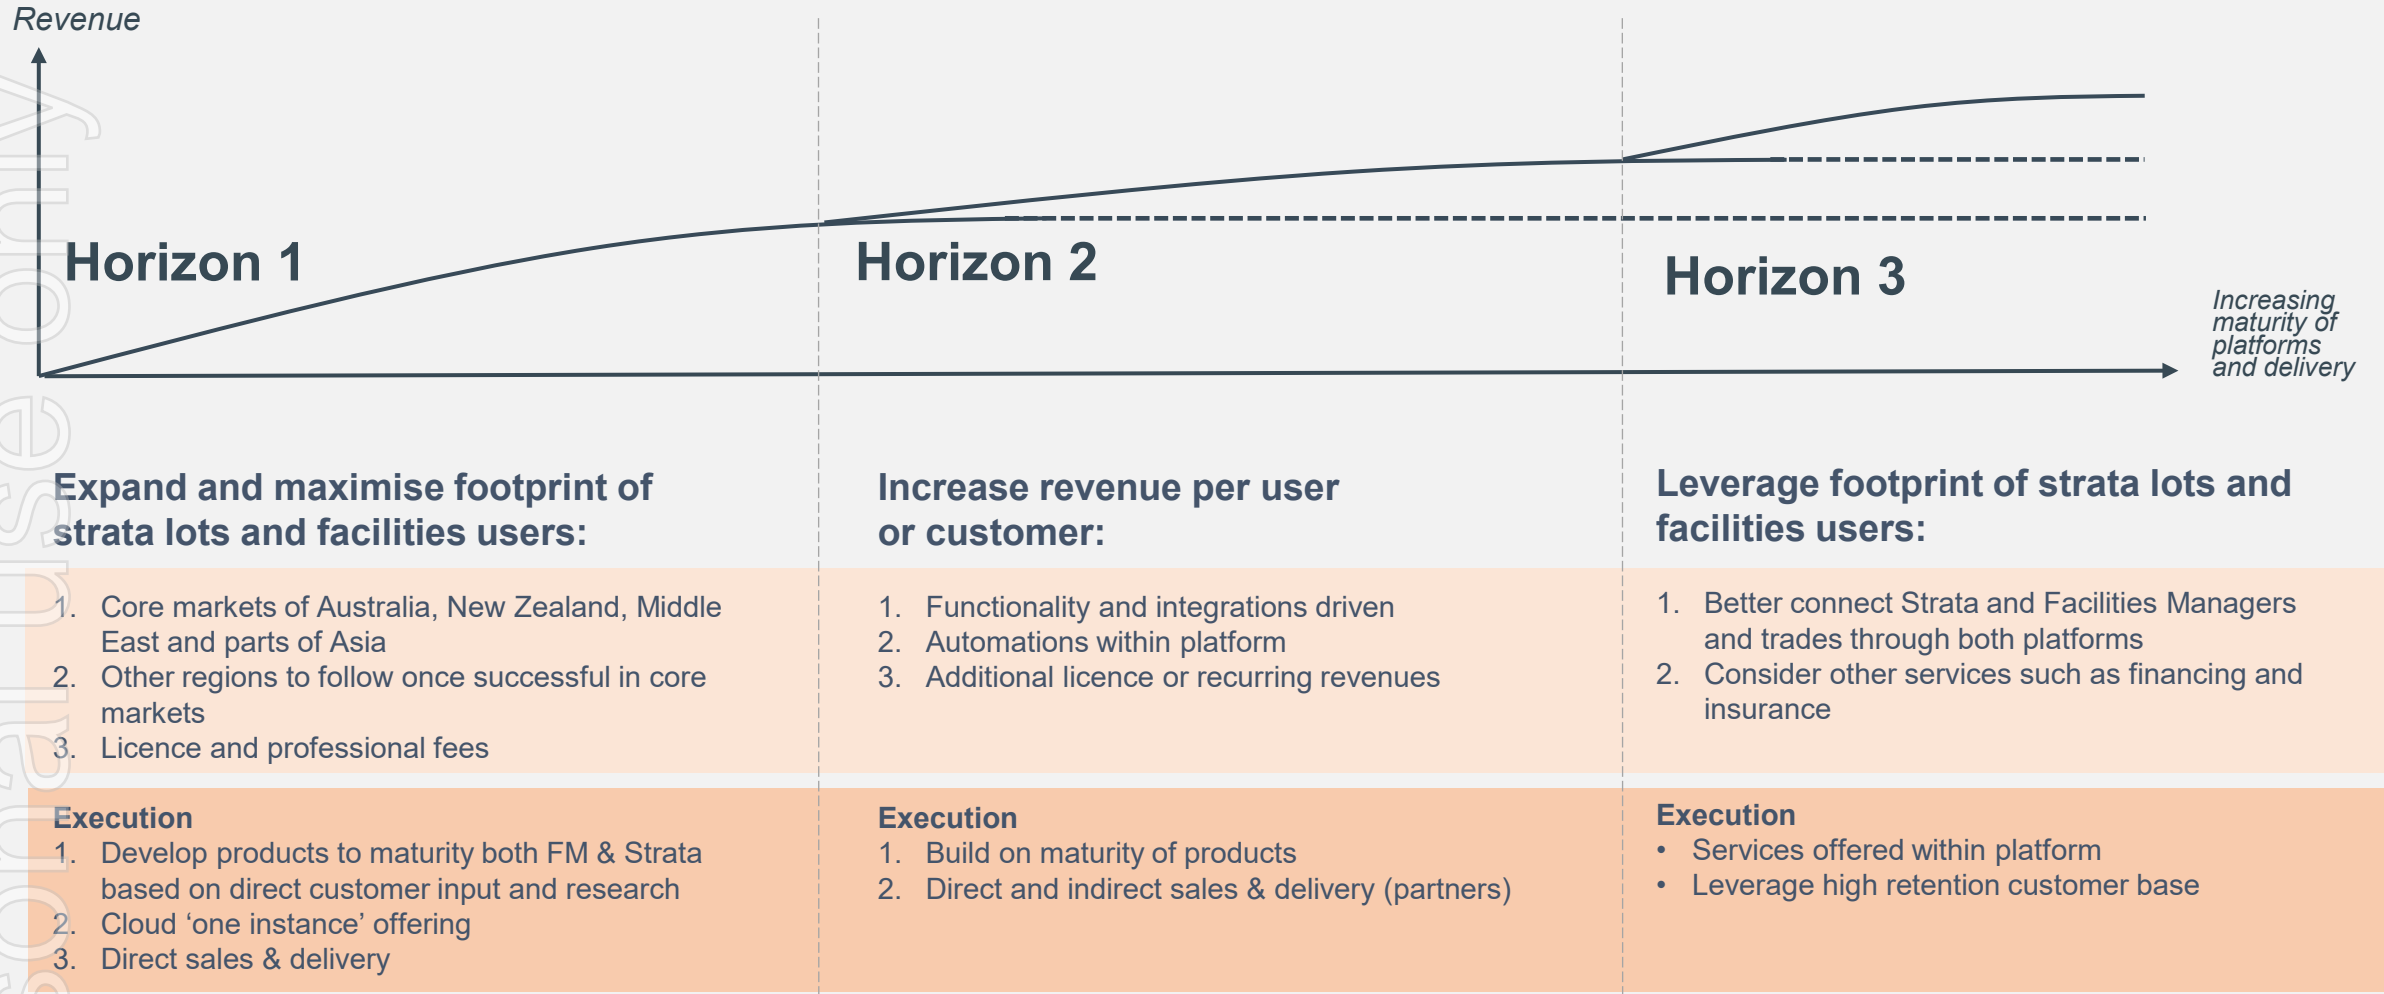 Revenue
Horizon 1
Horizon 2
Horizon 3
Increasing
maturity of
platforms
and delivery
Expand and maximise footprint of
strata lots and facilities users:
1. Core markets of Australia, New Zealand, Middle
East and parts of Asia
2. Other regions to follow once successful in core
markets
3. Licence and professional fees
Execution
1. Develop products to maturity both FM & Strata
based on direct customer input and research
2. Cloud ‘one instance’ offering
3. Direct sales & delivery
Increase revenue per user
or customer:
1. Functionality and integrations driven
2. Automations within platform
3. Additional licence or recurring revenues
Execution
1. Build on maturity of products
2. Direct and indirect sales & delivery (partners)
Leverage footprint of strata lots and
facilities users:
1. Better connect Strata and Facilities Managers
and trades through both platforms
2. Consider other services such as financing and
insurance
Execution
• Services offered within platform
• Leverage high retention customer base
use only